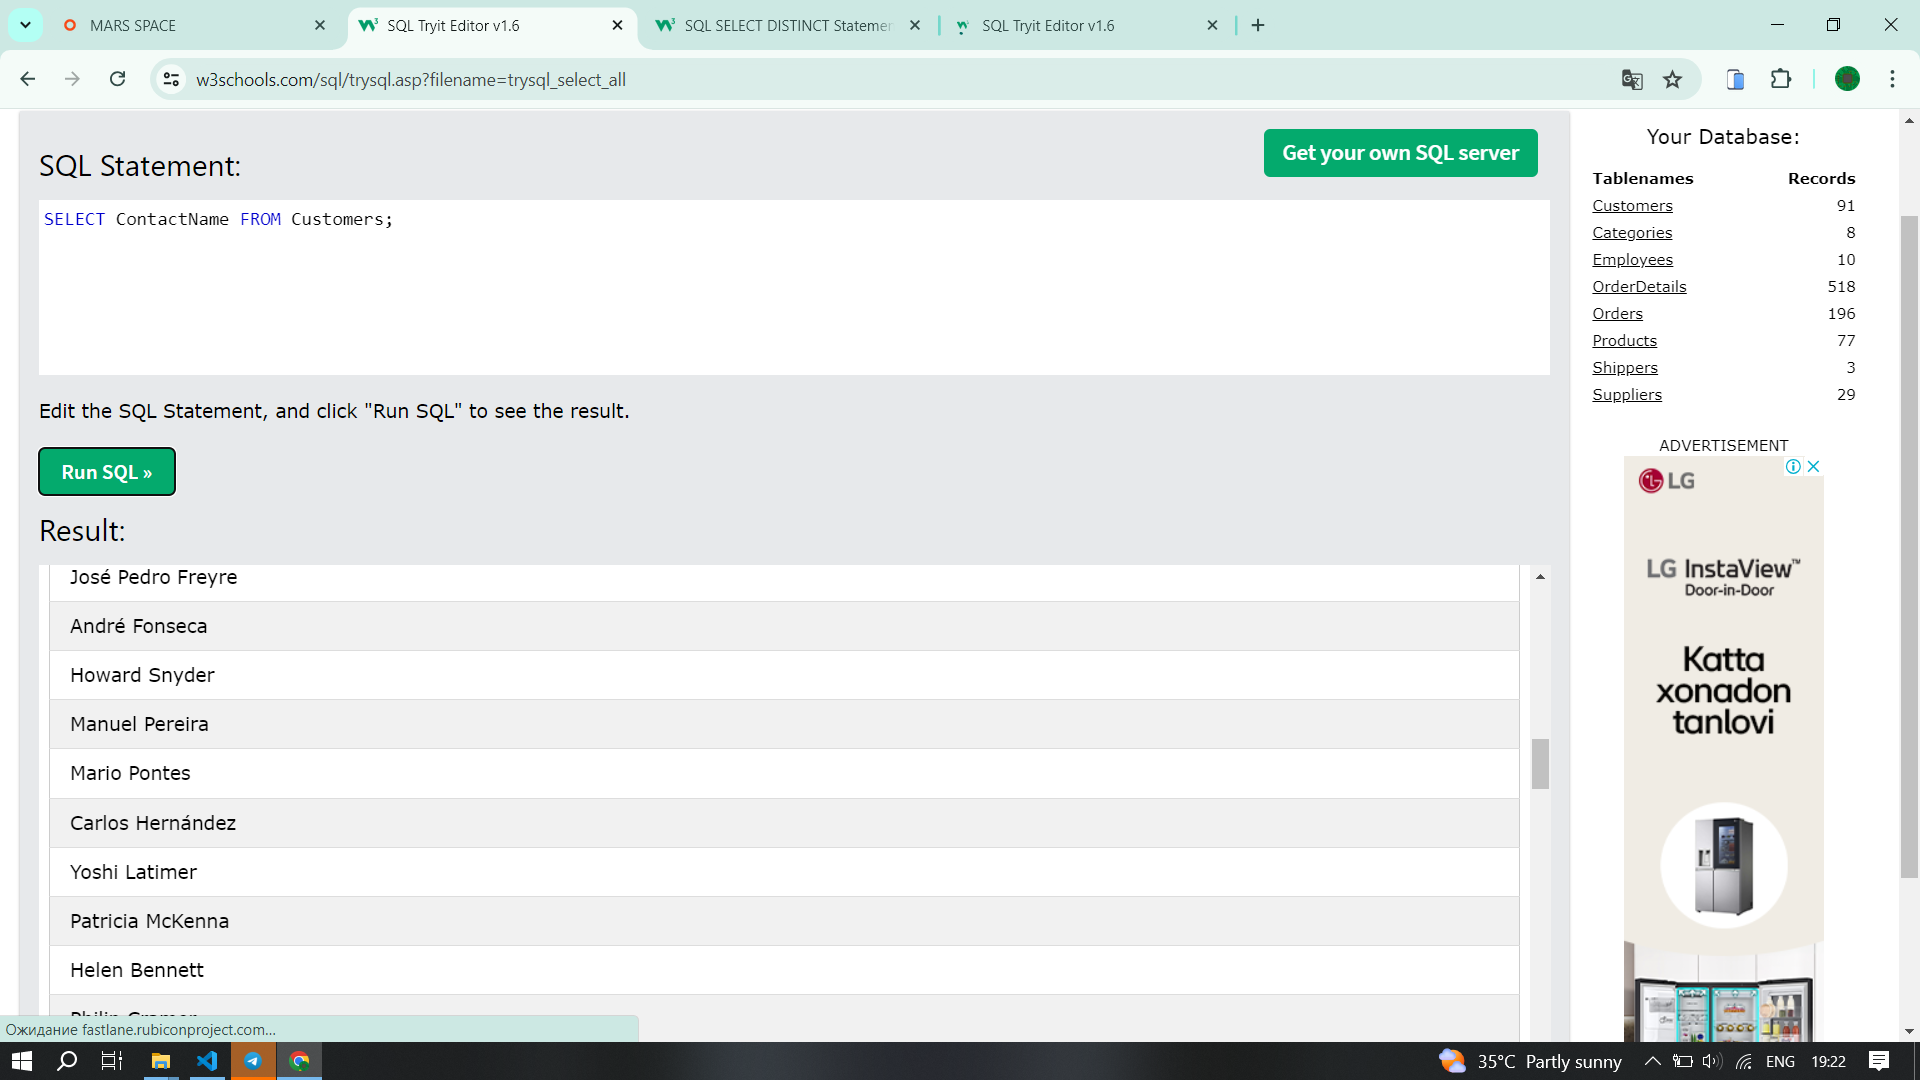 MARS SPACE
SQL Tryit Editor v1.6
SQL SELECT DISTINCT Statemen
SQL Tryit Editor v1.6
w3schools.com/sql/trysql.asp?filename=trysql_select_all
SQL Statement:
Get your own SQL server
SELECT ContactName FROM Customers;
Edit the SQL Statement, and click "Run SQL" to see the result.
Run SQL »
Result:
José Pedro Freyre
André Fonseca
Howard Snyder
Manuel Pereira
Mario Pontes
Carlos Hernández
Yoshi Latimer
Patricia McKenna
Helen Bennett
Philip Cramer
Your Database:
Tablenames Records
Customers 91
Categories 8
Employees 10
OrderDetails 518
Orders 196
Products 77
Shippers 3
Suppliers 29
ADVERTISEMENT
LG
LG InstaView™
Door-in-Door
Katta
xonadon
tanlovi
Ожидание fastlane.rubiconproject.com...
35°C Partly sunny
ENG
19:22